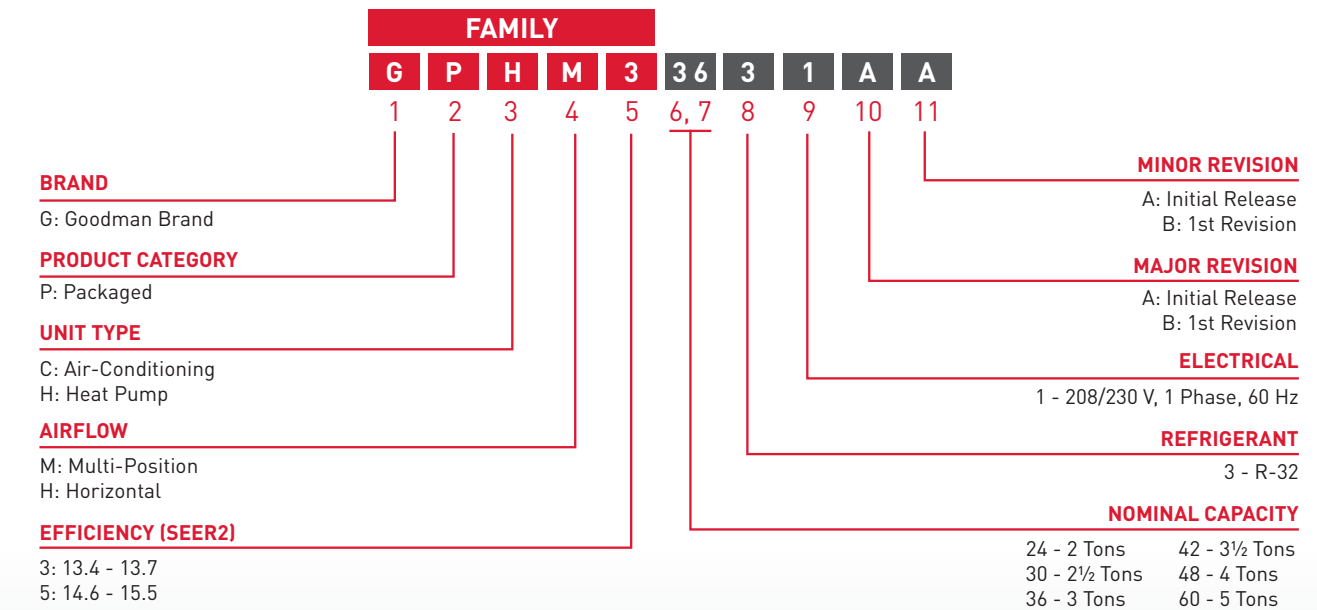 FAMILY
G P H M 3 3 6 3 1 A A
1 2 3 4 5 6, 7 8 9 10 11
BRAND
G: Goodman Brand
PRODUCT CATEGORY
P: Packaged
UNIT TYPE
C: Air-Conditioning
H: Heat Pump
AIRFLOW
M: Multi-Position
H: Horizontal
EFFICIENCY (SEER2)
3: 13.4 - 13.7
5: 14.6 - 15.5
MINOR REVISION
A: Initial Release
B: 1st Revision
MAJOR REVISION
A: Initial Release
B: 1st Revision
ELECTRICAL
1 - 208/230 V, 1 Phase, 60 Hz
REFRIGERANT
3 - R-32
NOMINAL CAPACITY
24 - 2 Tons 42 - 3½ Tons
30 - 2½ Tons 48 - 4 Tons
36 - 3 Tons 60 - 5 Tons